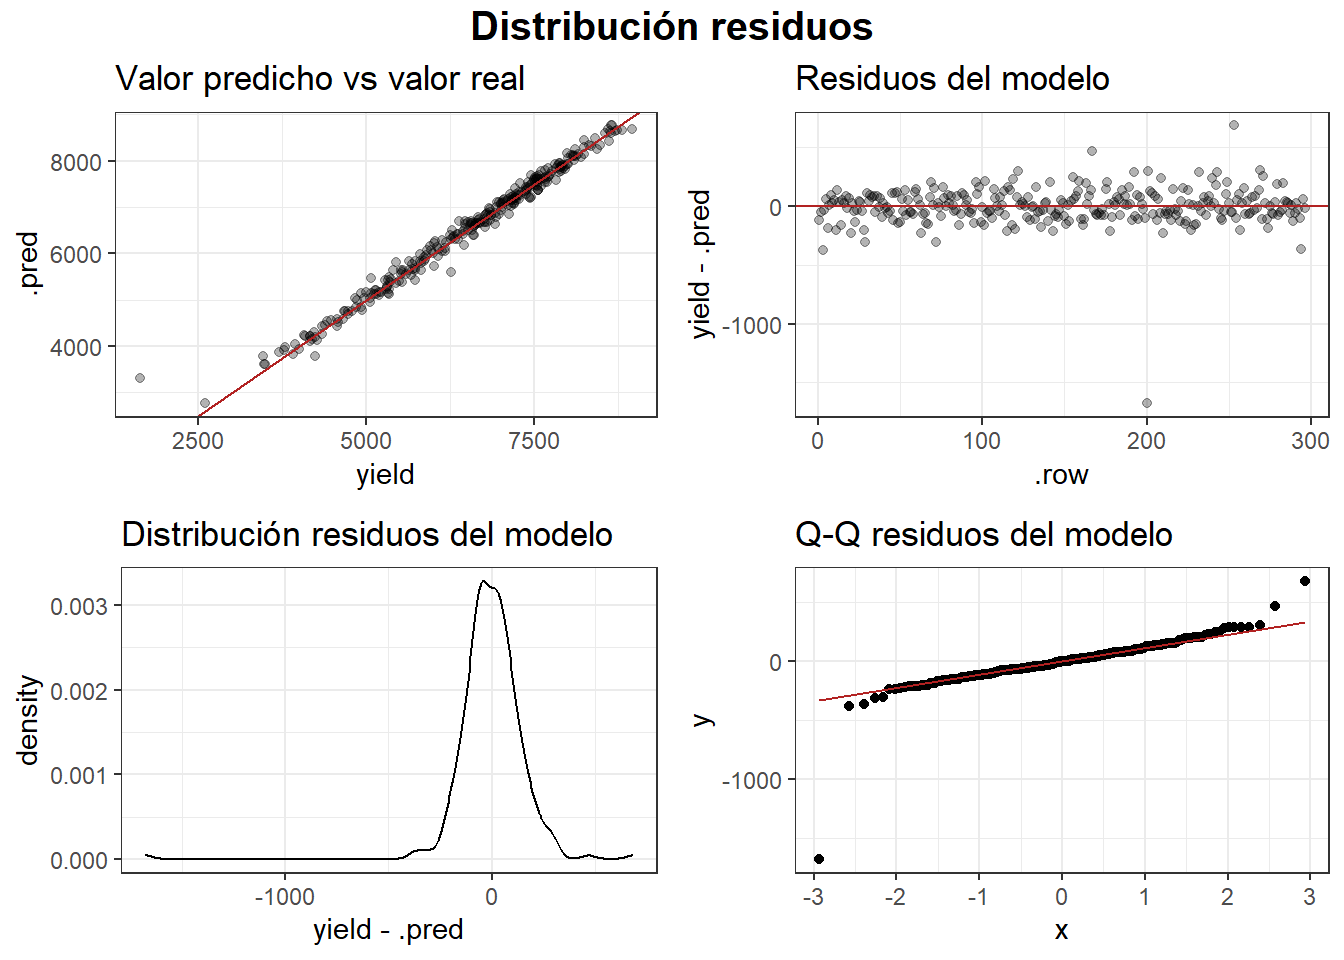 Distribución residuos
Valor predicho vs valor real
8000
6000
4000
.pred
2500 5000 7500
yield
Residuos del modelo
0
-1000
yield - .pred
0 100 200 300
.row
Distribución residuos del modelo
0.003
0.002
0.001
0.000
density
-1000 0
yield - .pred
Q-Q residuos del modelo
0
-1000
y
-3 -2 -1 0 1 2 3
x